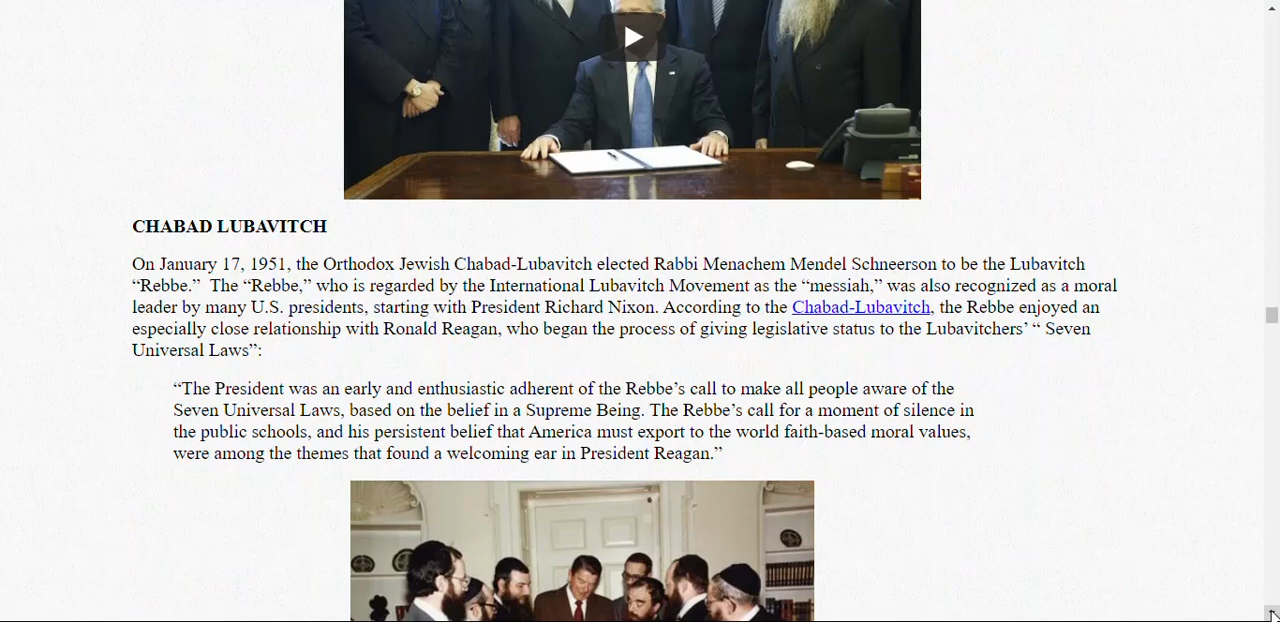 CHABAD LUBAVITCH
On January 17, 1951, the Orthodox Jewish Chabad-Lubavitch elected Rabbi Menachem Mendel Schneerson to be the Lubavitch
“Rebbe.”  The “Rebbe,” who is regarded by the International Lubavitch Movement as the “messiah,” was also recognized as a moral
leader by many U.S. presidents, starting with President Richard Nixon. According to the Chabad-Lubavitch, the Rebbe enjoyed an
especially close relationship with Ronald Reagan, who began the process of giving legislative status to the Lubavitchers’ “ Seven
Universal Laws”:
“The President was an early and enthusiastic adherent of the Rebbe’s call to make all people aware of the
Seven Universal Laws, based on the belief in a Supreme Being. The Rebbe’s call for a moment of silence in
the public schools, and his persistent belief that America must export to the world faith-based moral values,
were among the themes that found a welcoming ear in President Reagan.”